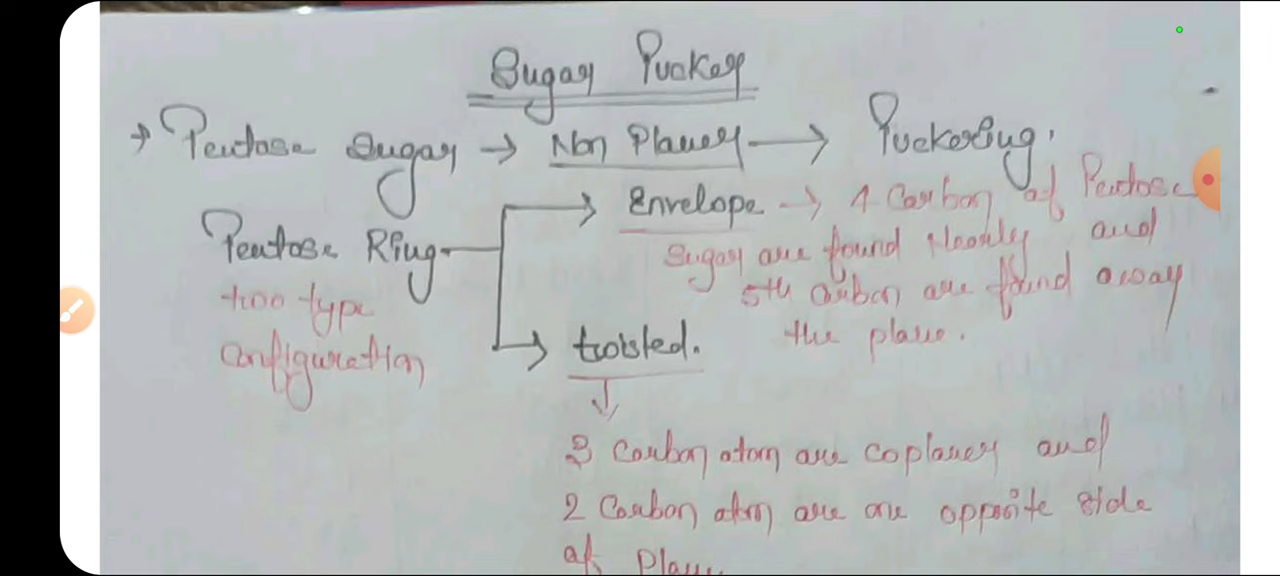 Sugar Pucker
→ Pentose Sugar → Non Planer → Puckering.
Envelope → 4 Carbon of Pentose
Pentose Ring
sugar are found Nearly and
two type
5th Carbon are found away
Configuration
twisted.
the plane.
↓
3 Carbon atom are coplaner and
2 Carbon atom are one opposite side
of Plane